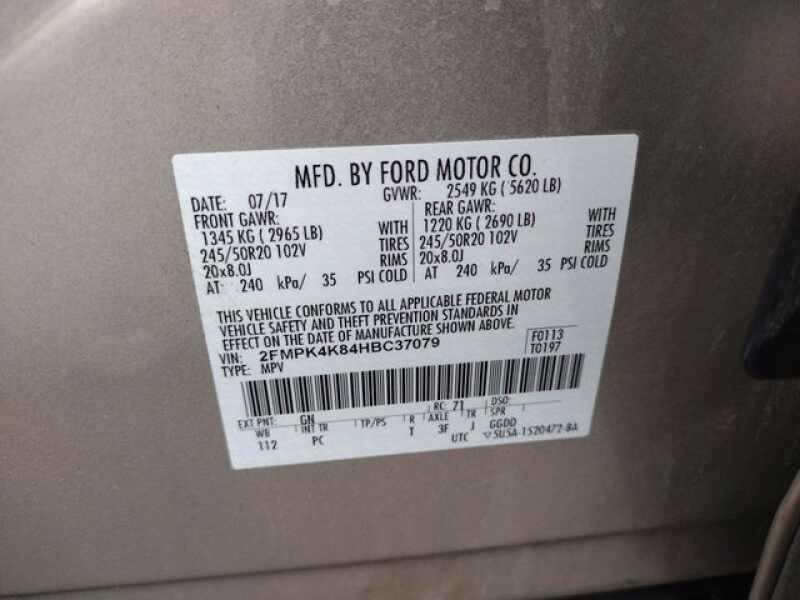 MFD. BY FORD MOTOR CO.
DATE: 07/17 GVWR: 2549 KG ( 5620 LB)
FRONT GAWR: REAR GAWR:
1345 KG ( 2965 LB) WITH 1220 KG ( 2690 LB) WITH
245/50R20 102V TIRES 245/50R20 102V TIRES
20x8.0J RIMS 20x8.0J RIMS
AT: 240 kPa/ 35 PSI COLD AT: 240 kPa/ 35 PSI COLD
THIS VEHICLE CONFORMS TO ALL APPLICABLE FEDERAL MOTOR
VEHICLE SAFETY AND THEFT PREVENTION STANDARDS IN
EFFECT ON THE DATE OF MANUFACTURE SHOWN ABOVE.
VIN: 2FMPK4K84HBC37079 F0113
TYPE: MPV T0197
EXT PNT: GN RC: 71 DSO:
WB INT TR TP/PS R AXLE TR SPR
112 PC T 3F J GGDD
UTC 5U5A-1520472-BA